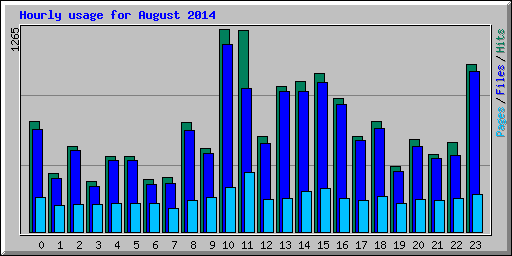 Hourly usage for August 2014
1265
Pages/Files/Hits
0 1 2 3 4 5 6 7 8 9 10 11 12 13 14 15 16 17 18 19 20 21 22 23